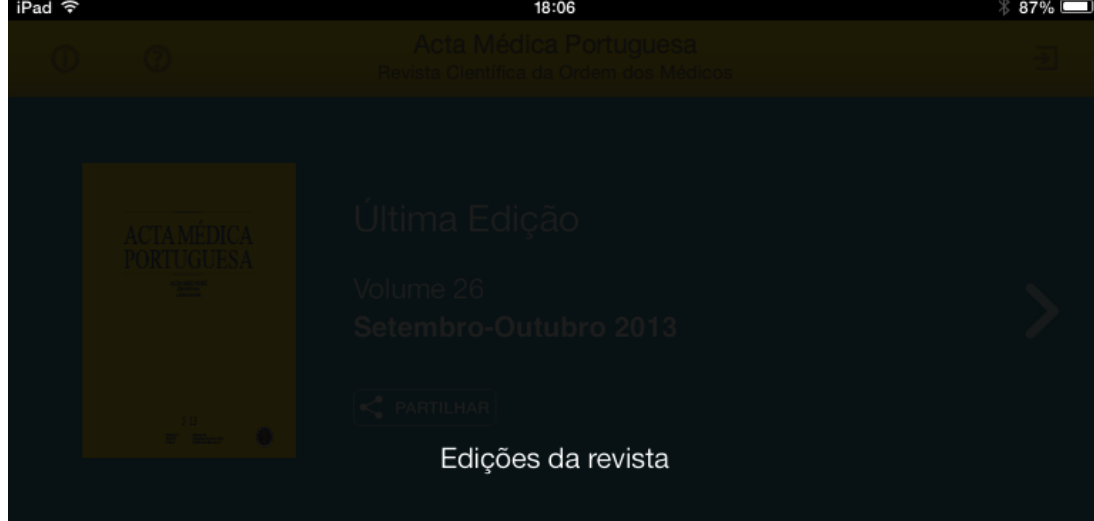 iPad
18:06
87%
Acta Médica Portuguesa
Revista Científica da Ordem dos Médicos
ACTA MÉDICA
PORTUGUESA
Última Edição
Volume 26
Setembro-Outubro 2013
PARTILHAR
Edições da revista